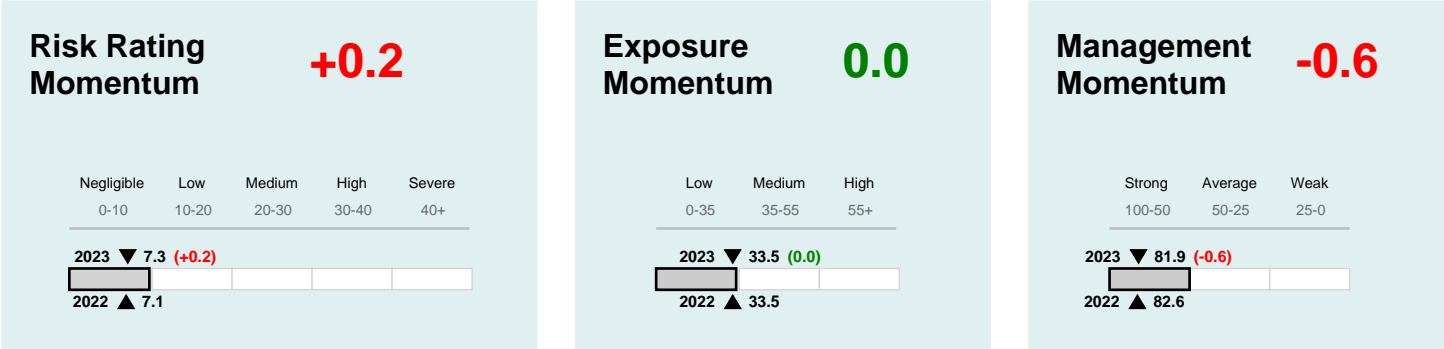 Risk Rating
Momentum
+0.2
Negligible Low Medium High Severe
0-10 10-20 20-30 30-40 40+
2023 ▼ 7.3 (+0.2)
2022 ▲ 7.1
Exposure
Momentum
0.0
Low Medium High
0-35 35-55 55+
2023 ▼ 33.5 (0.0)
2022 ▲ 33.5
Management
Momentum
-0.6
Strong Average Weak
100-50 50-25 25-0
2023 ▼ 81.9 (-0.6)
2022 ▲ 82.6